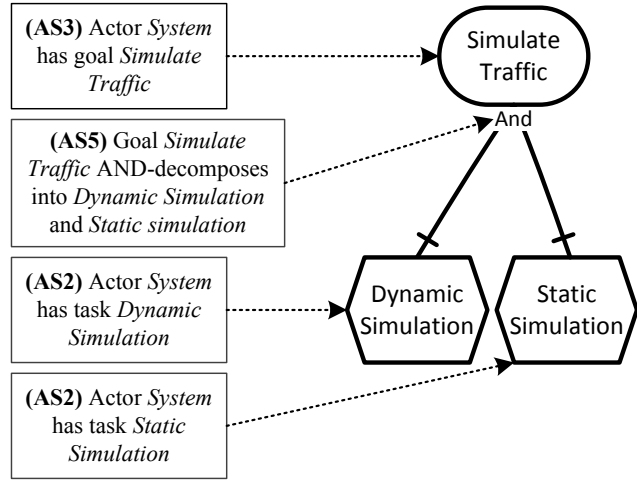 (AS3) Actor System
has goal Simulate
Traffic
Simulate
Traffic
And
(AS5) Goal Simulate
Traffic AND-decomposes
into Dynamic Simulation
and Static simulation
(AS2) Actor System
has task Dynamic
Simulation
Dynamic
Simulation
Static
Simulation
(AS2) Actor System
has task Static
Simulation